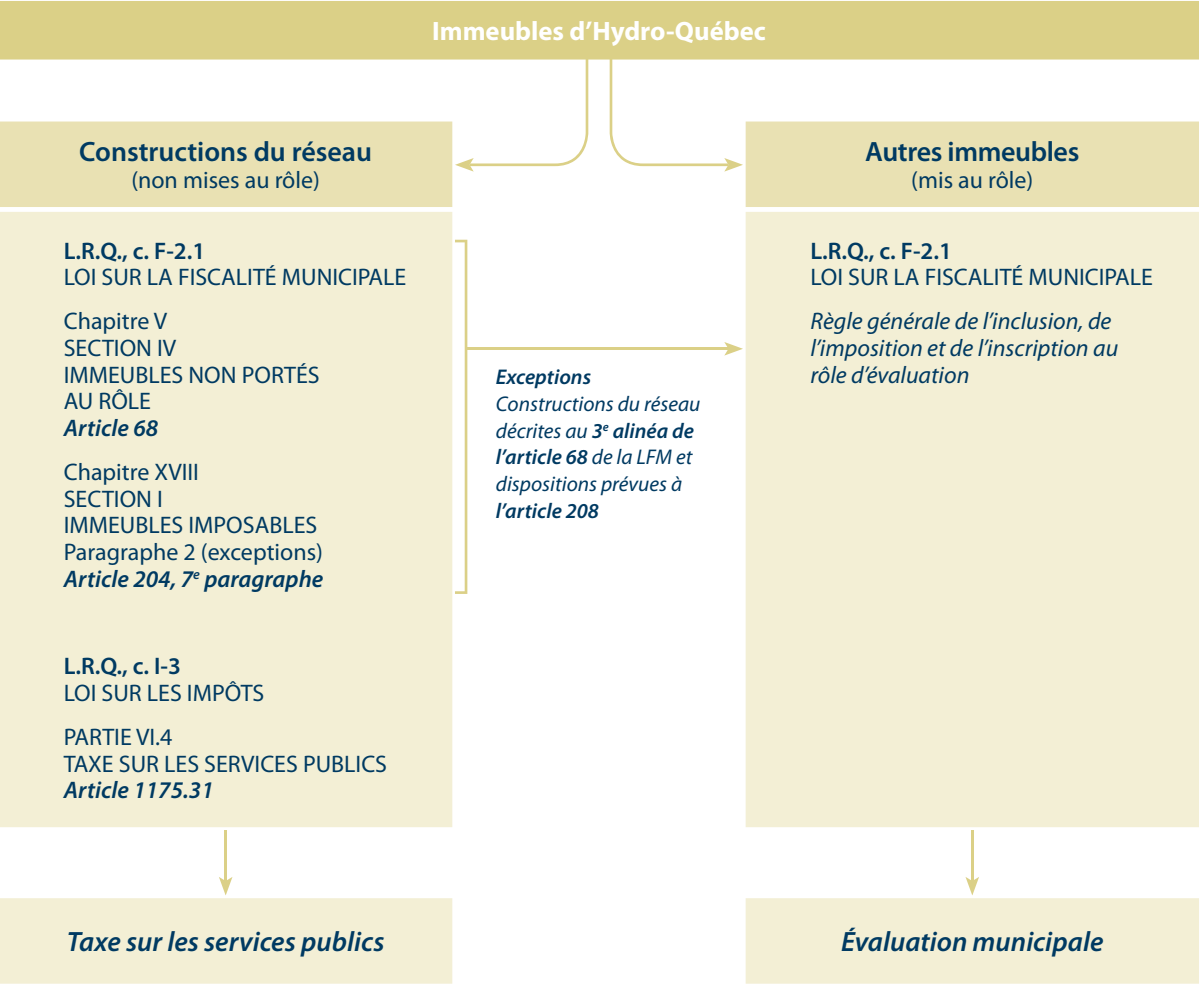 Immeubles d’Hydro-Québec
Constructions du réseau
(non mises au rôle)
L.R.Q., c. F-2.1
LOI SUR LA FISCALITÉ MUNICIPALE
Chapitre V
SECTION IV
IMMEUBLES NON PORTÉS
AU RÔLE
Article 68
Chapitre XVIII
SECTION I
IMMEUBLES IMPOSABLES
Paragraphe 2 (exceptions)
Article 204, 7e paragraphe
L.R.Q., c. I-3
LOI SUR LES IMPÔTS
PARTIE VI.4
TAXE SUR LES SERVICES PUBLICS
Article 1175.31
Taxe sur les services publics
Exceptions
Constructions du réseau
décrites au 3e alinéa de
l’article 68 de la LFM et
dispositions prévues à
l’article 208
Autres immeubles
(mis au rôle)
L.R.Q., c. F-2.1
LOI SUR LA FISCALITÉ MUNICIPALE
Règle générale de l’inclusion, de
l’imposition et de l’inscription au
rôle d’évaluation
Évaluation municipale